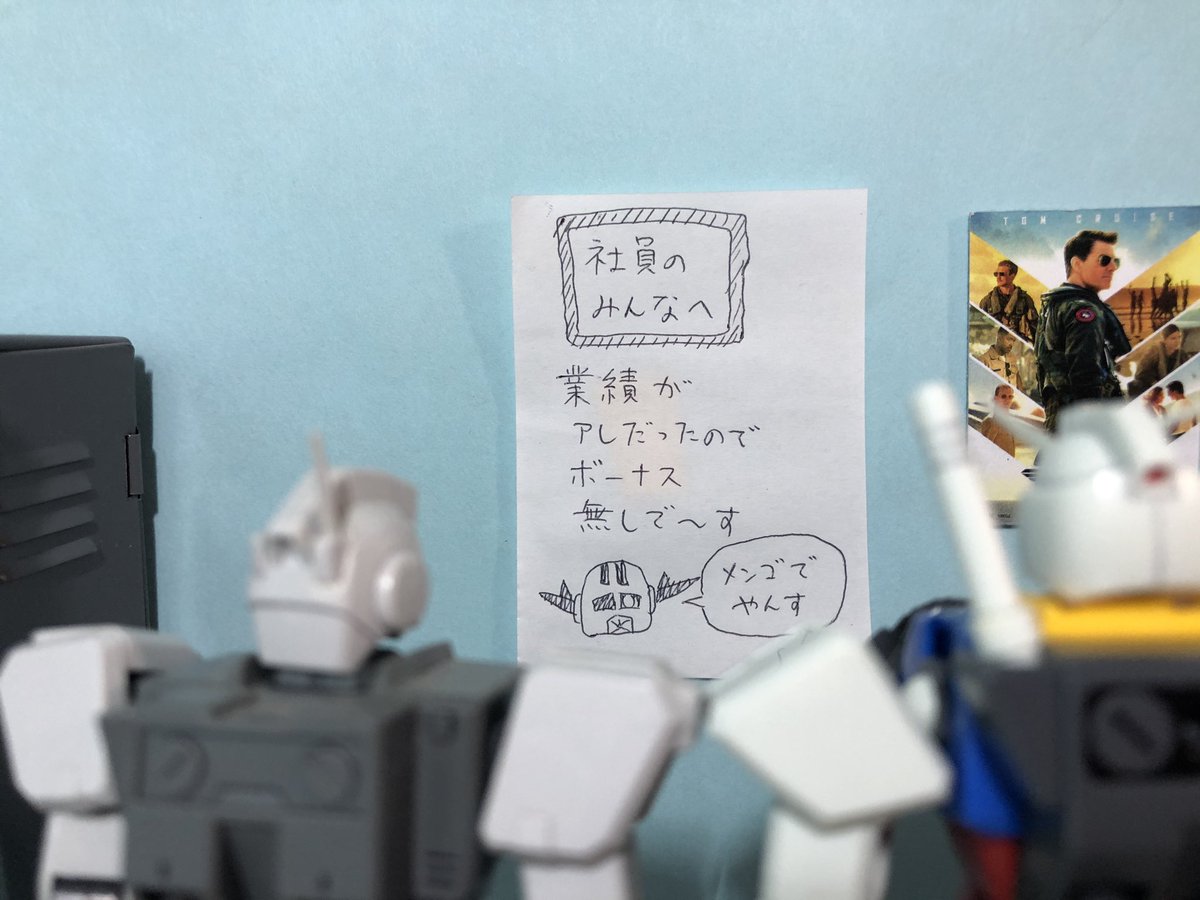 社員の
みんなへ
業績が
アレだったので
ボーナス
無しで〜す
メンゴで
やんす
TOM CRUISE